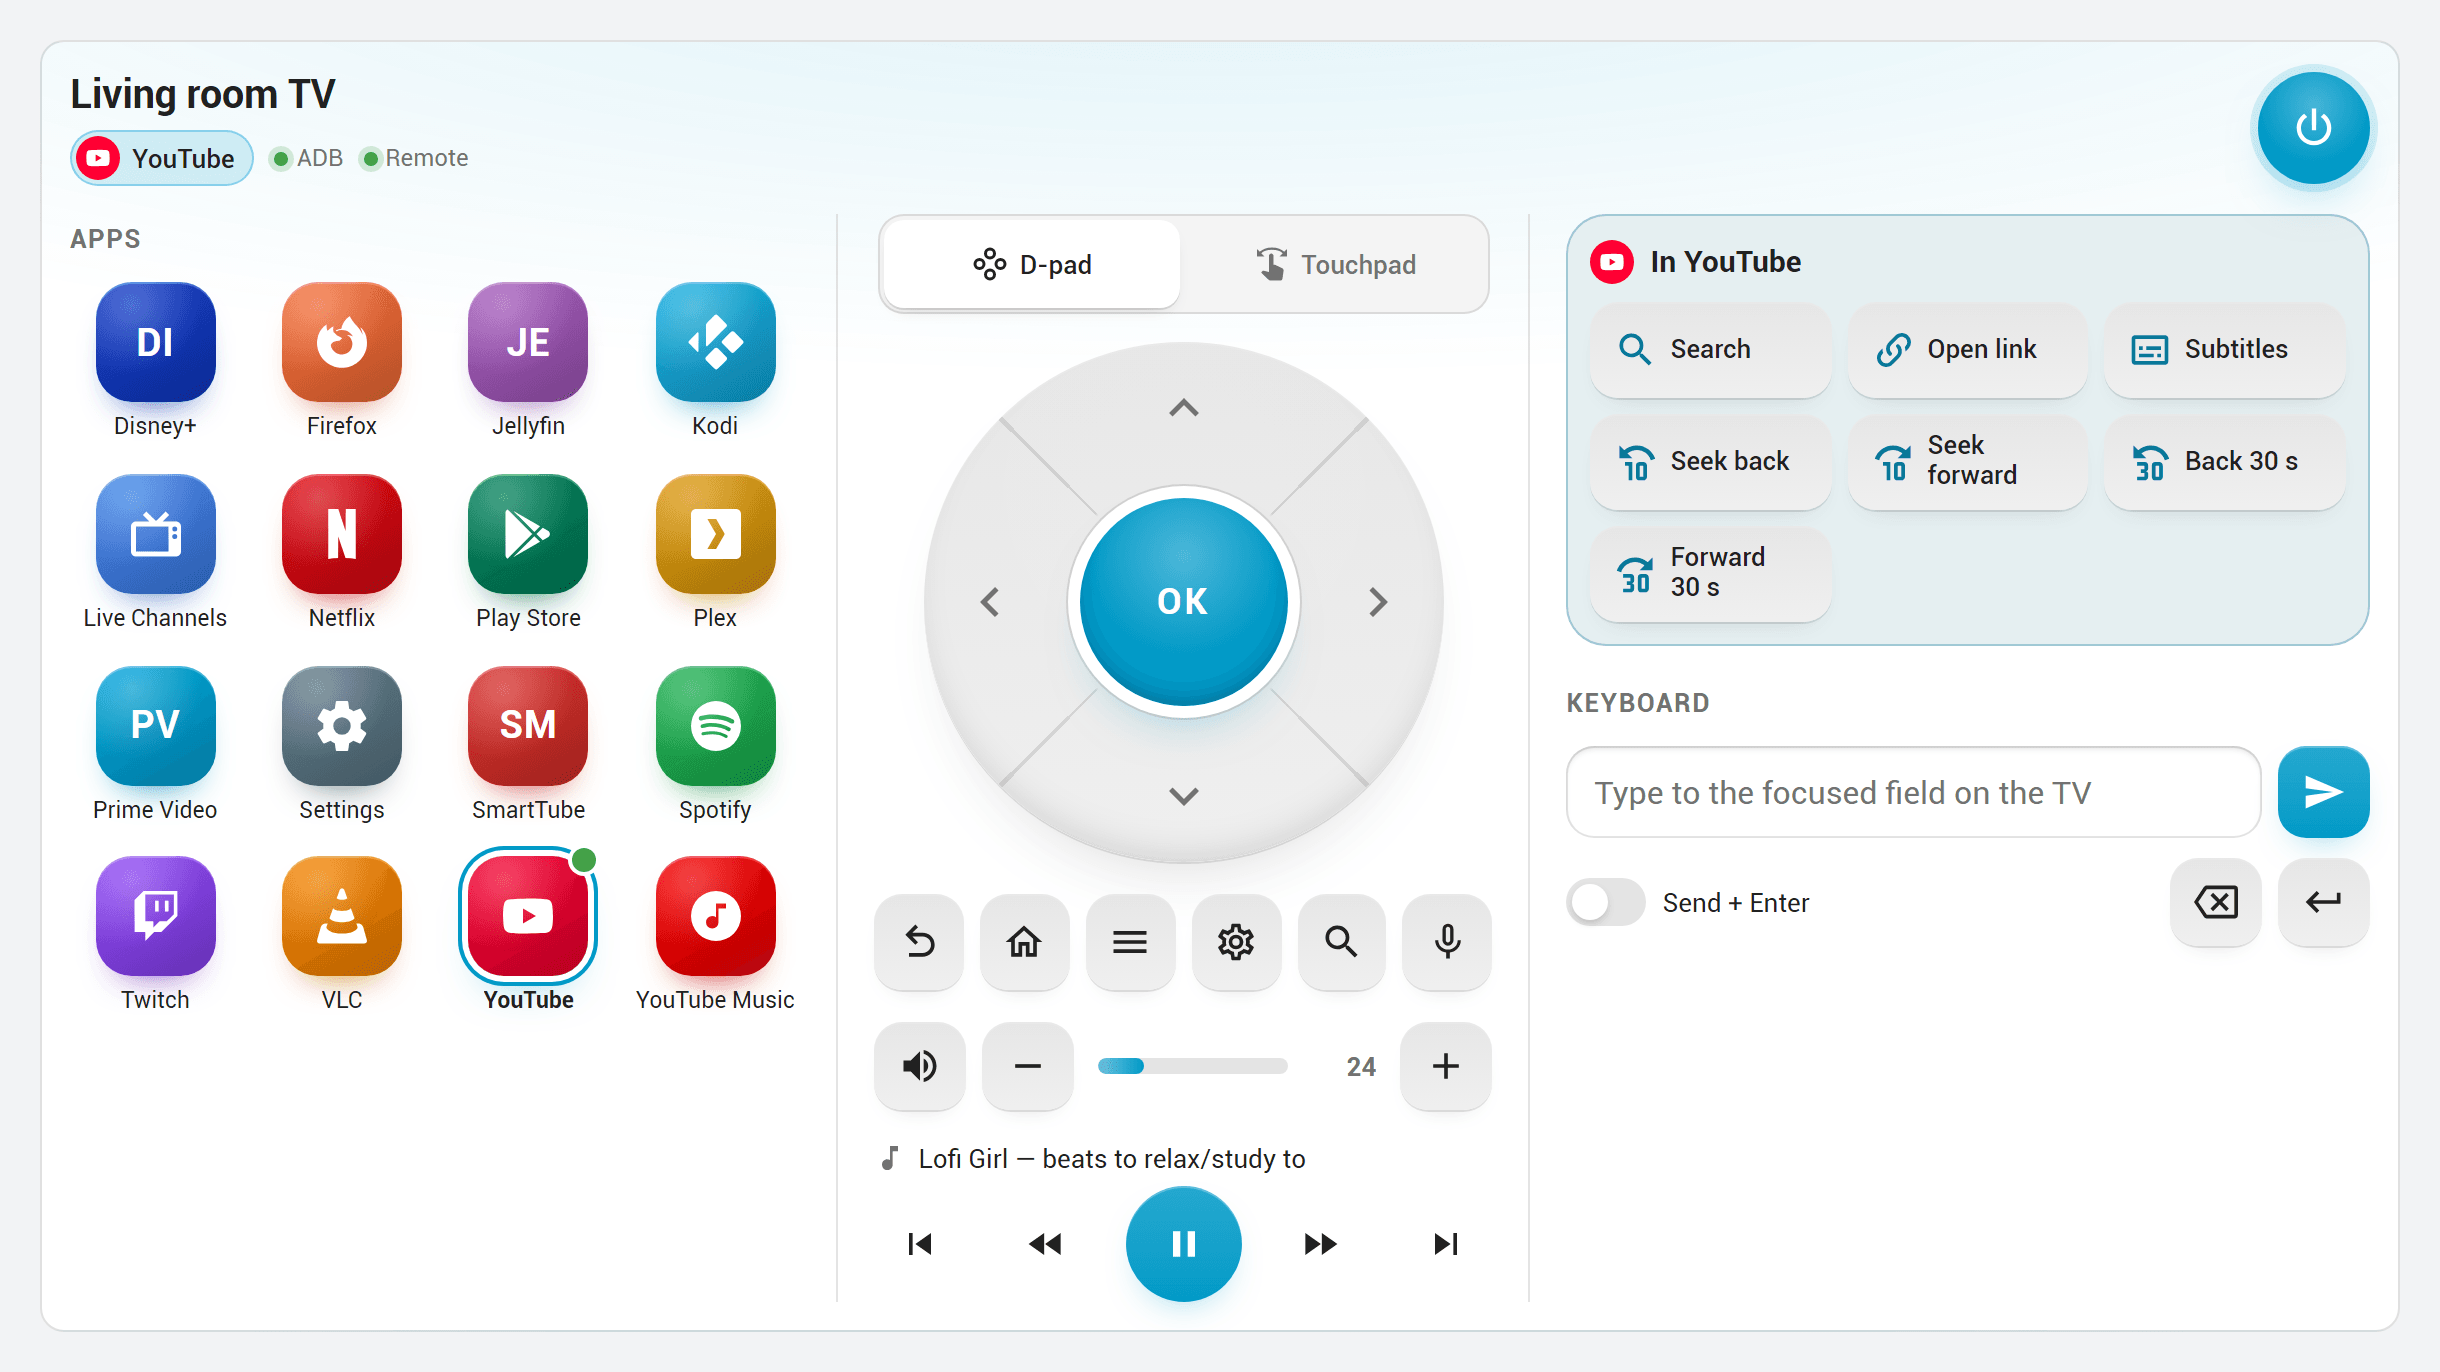 Living room TV
YouTube
ADB
Remote
APPS
DI
JE
Disney+
Firefox
Jellyfin
Kodi
Live Channels
Netflix
Play Store
Plex
PV
SM
Prime Video
Settings
SmartTube
Spotify
Twitch
VLC
YouTube
YouTube Music
D-pad
Touchpad
OK
24
Lofi Girl — beats to relax/study to
In YouTube
Search
Open link
Subtitles
10
Seek back
10
Seek
forward
30
Back 30 s
30
Forward
30 s
KEYBOARD
Type to the focused field on the TV
Send + Enter